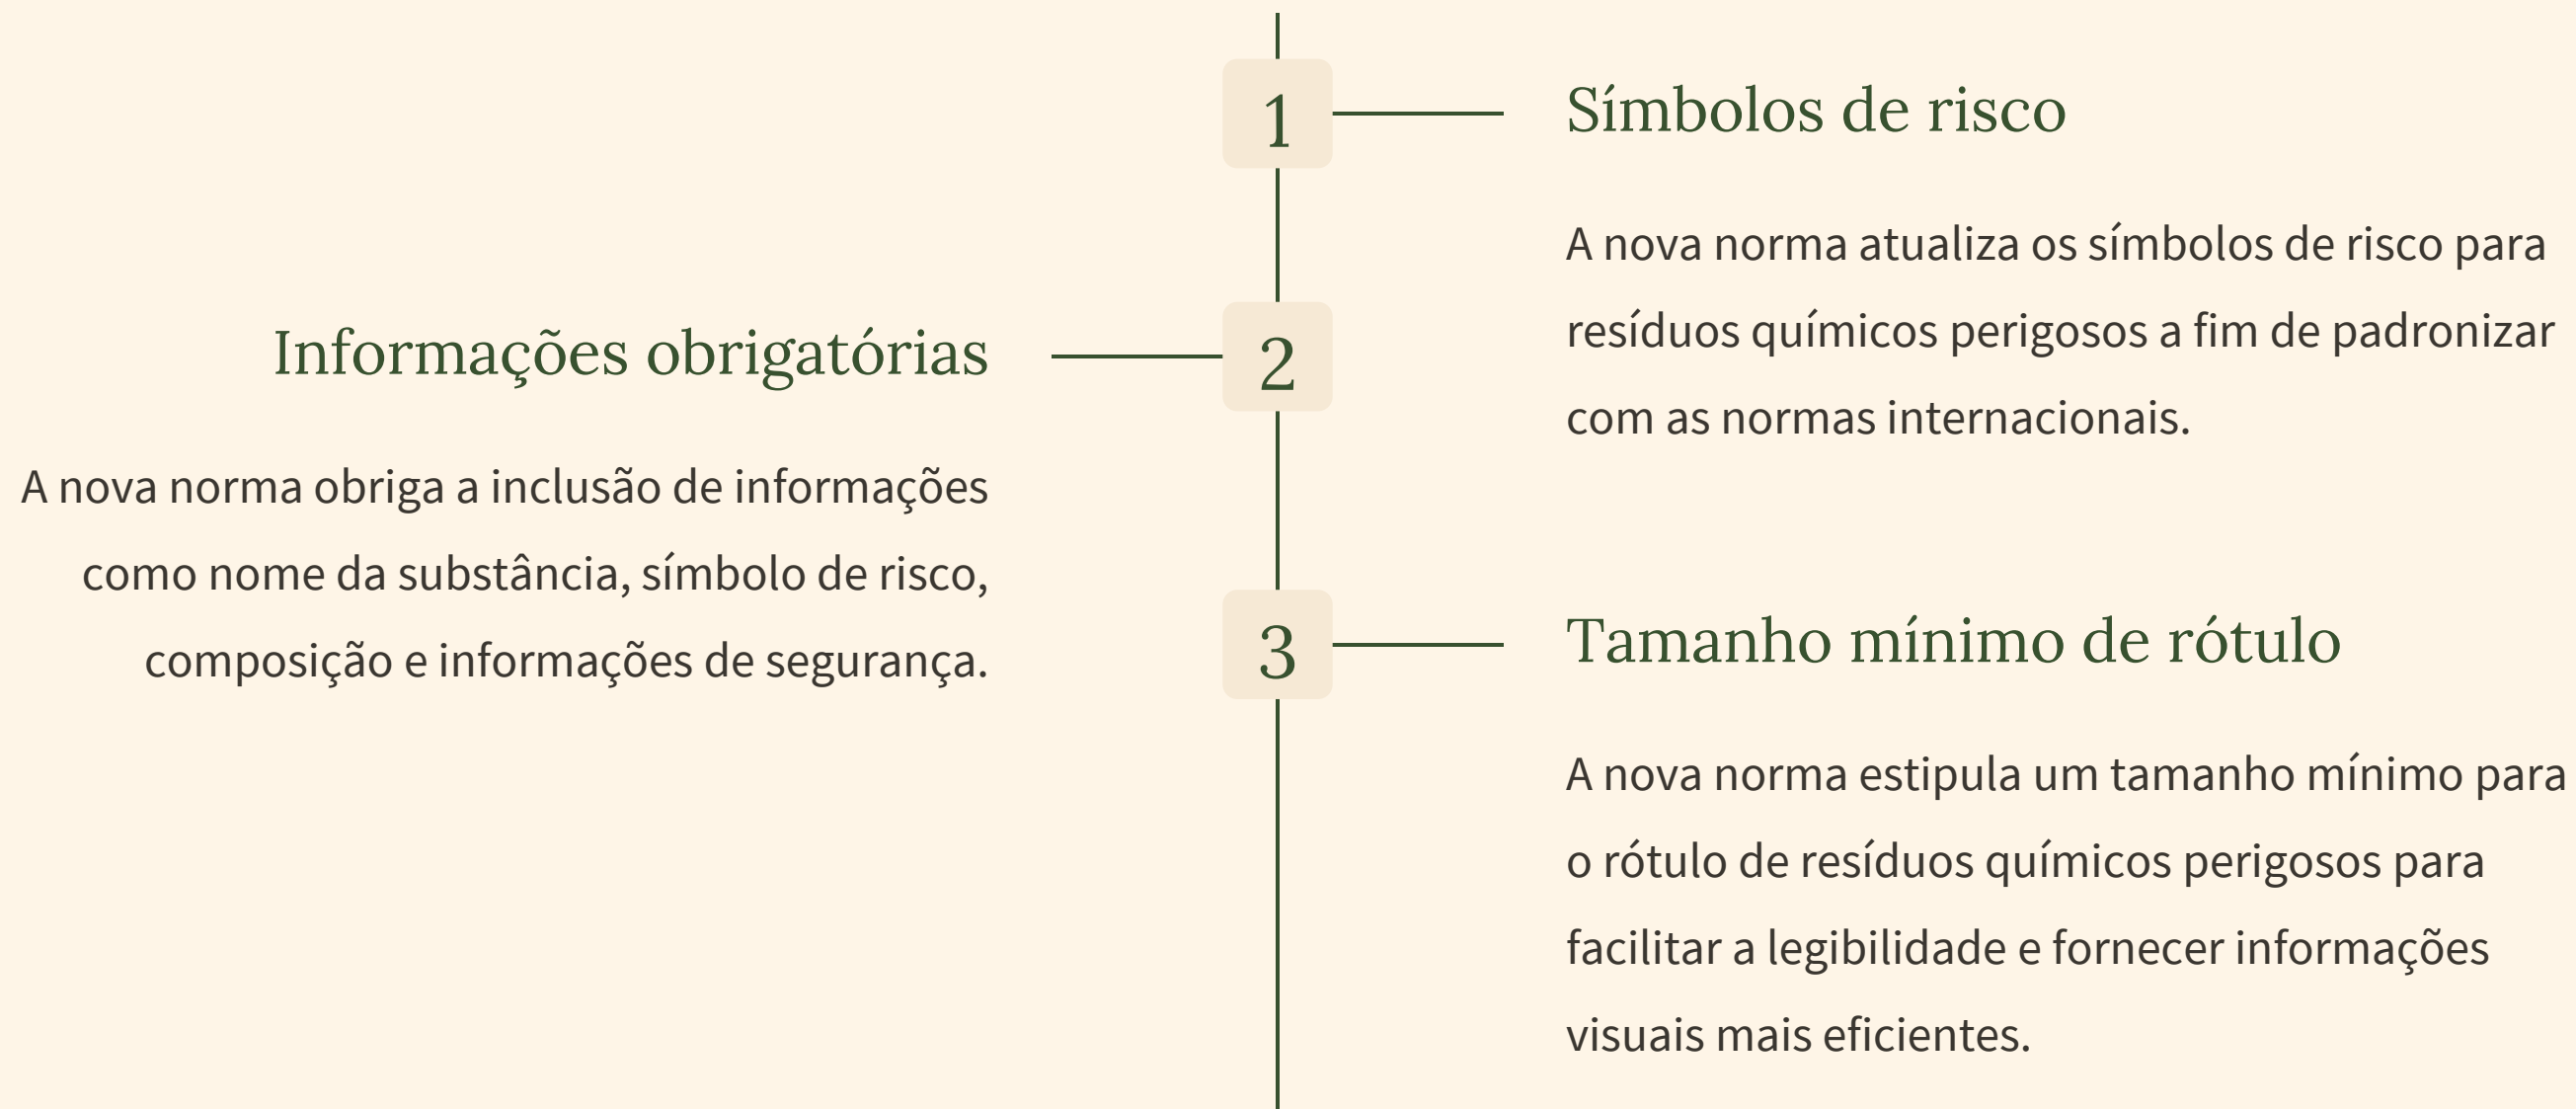 1
Símbolos de risco
A nova norma atualiza os símbolos de risco para
resíduos químicos perigosos a fim de padronizar
com as normas internacionais.
2
Informações obrigatórias
A nova norma obriga a inclusão de informações
como nome da substância, símbolo de risco,
composição e informações de segurança.
3
Tamanho mínimo de rótulo
A nova norma estipula um tamanho mínimo para
o rótulo de resíduos químicos perigosos para
facilitar a legibilidade e fornecer informações
visuais mais eficientes.